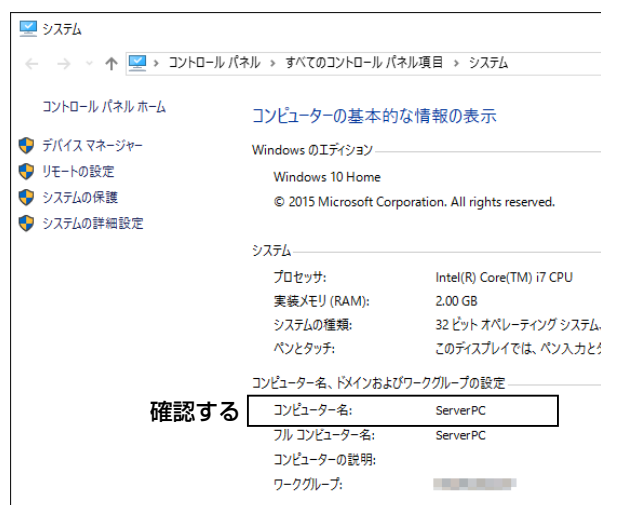 システム
コントロール パネル › すべてのコントロール パネル項目 › システム
コントロール パネル ホーム
デバイス マネージャー
リモートの設定
システムの保護
システムの詳細設定
コンピューターの基本的な情報の表示
Windows のエディション
Windows 10 Home
© 2015 Microsoft Corporation. All rights reserved.
システム
プロセッサ: Intel(R) Core(TM) i7 CPU
実装メモリ (RAM): 2.00 GB
システムの種類: 32 ビット オペレーティング システム、
ペンとタッチ: このディスプレイでは、ペン入力と
コンピューター名、ドメインおよびワークグループの設定
確認する
コンピューター名: ServerPC
フル コンピューター名: ServerPC
コンピューターの説明:
ワークグループ: